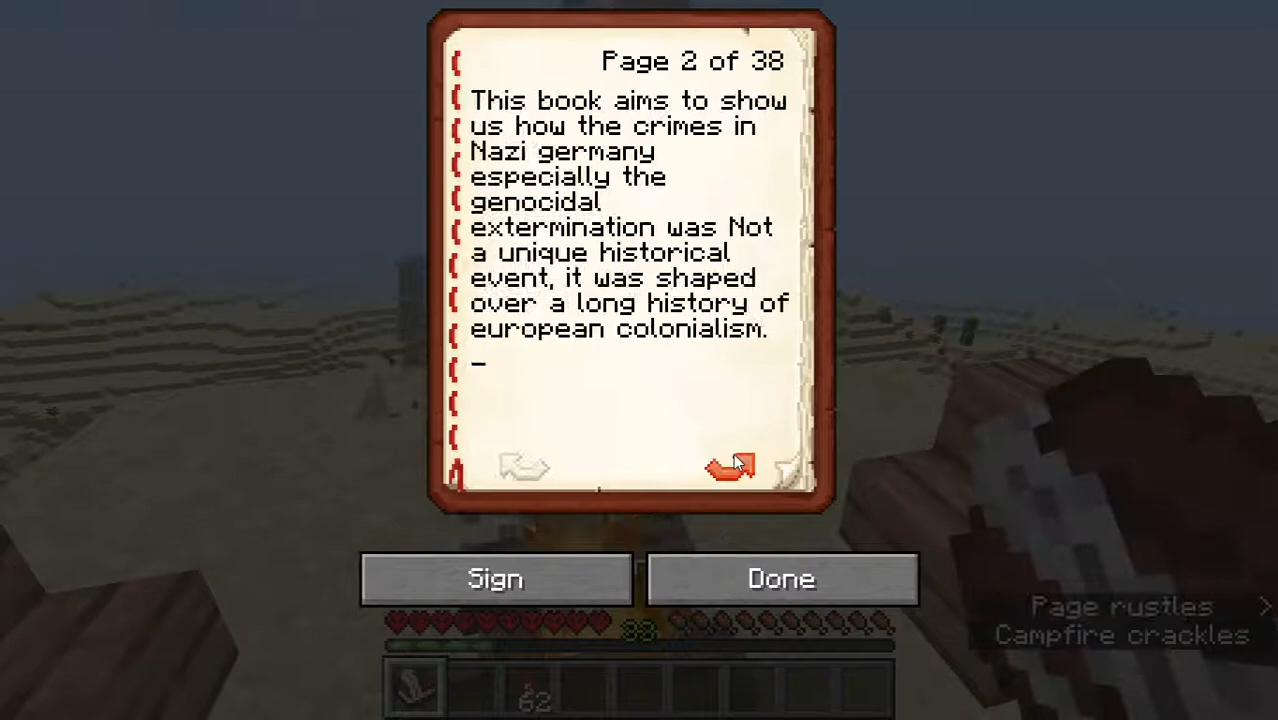 Page 2 of 38
This book aims to show
us how the crimes in
Nazi germany
especially the
genocidal
extermination was Not
a unique historical
event, it was shaped
over a long history of
european colonialism.
_
Sign
Done
Page rustles >
Campfire crackles
38
62